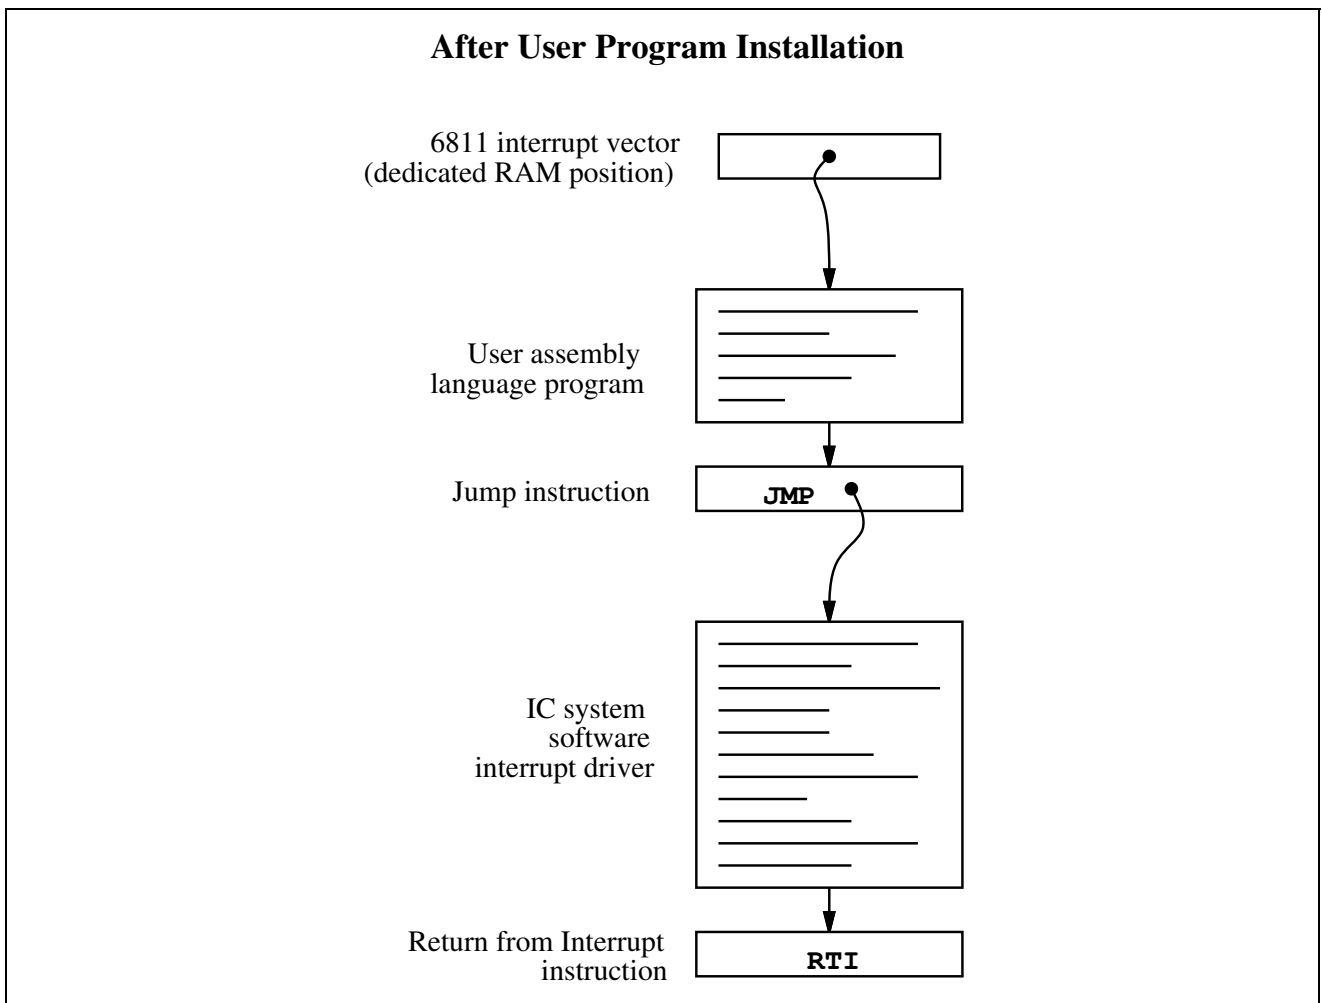 After User Program Installation
6811 interrupt vector
(dedicated RAM position)
User assembly
language program
Jump instruction
JMP
IC system
software
interrupt driver
Return from Interrupt
instruction
RTI